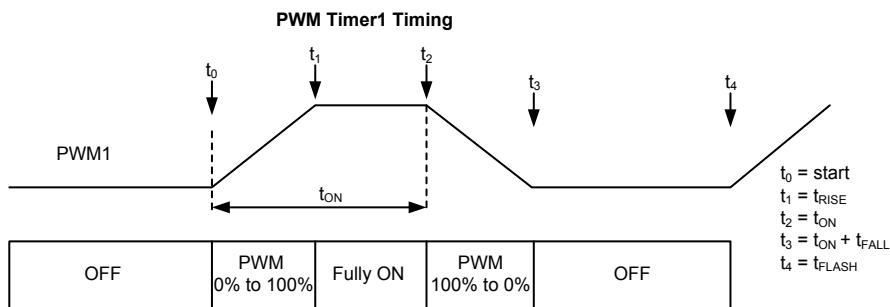 PWM Timer1 Timing
t0
t1
t2
t3
t4
PWM1
tON
t0 = start
t1 = tRISE
t2 = tON
t3 = tON + tFALL
t4 = tFLASH
OFF
PWM
0% to 100%
Fully ON
PWM
100% to 0%
OFF